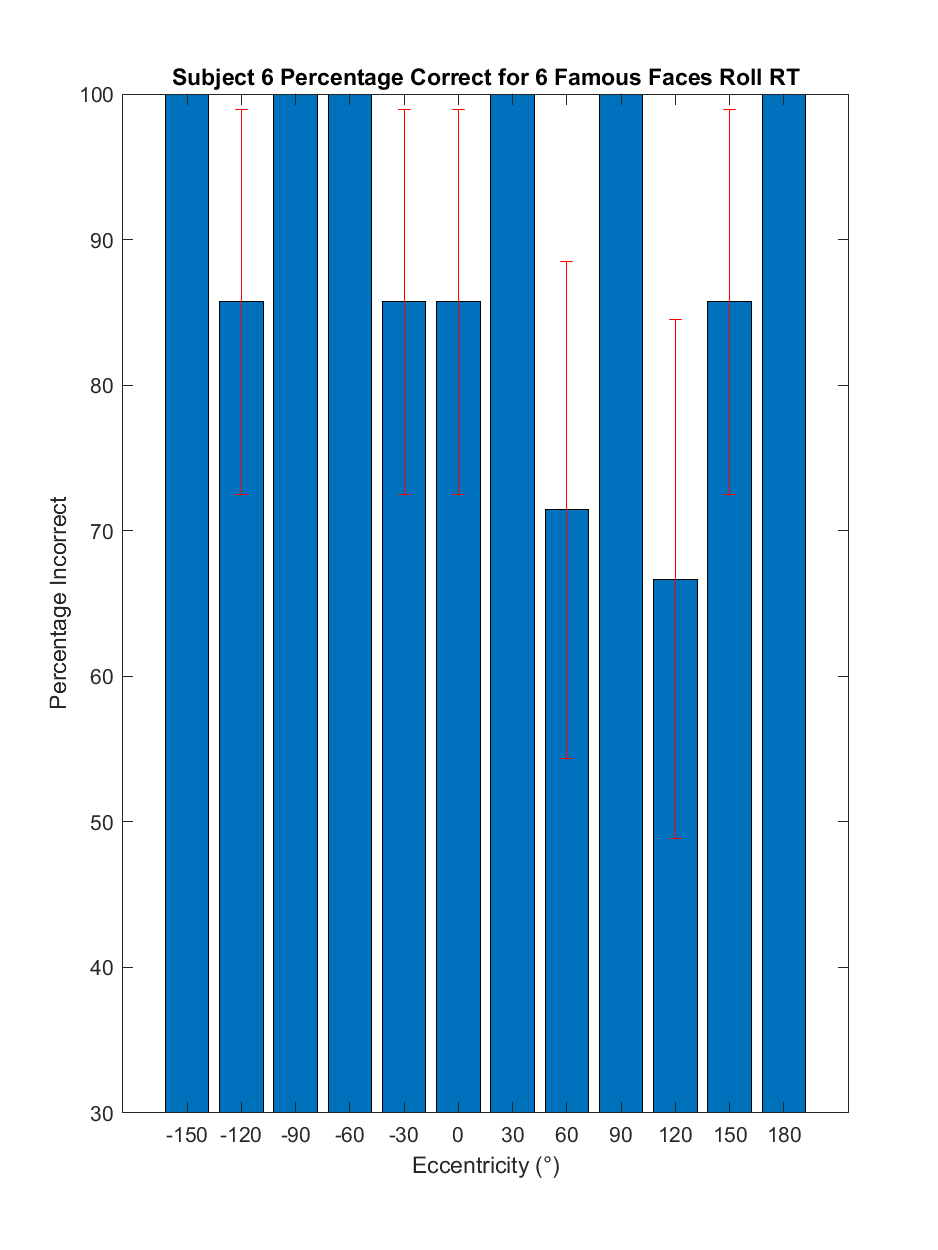 Subject 6 Percentage Correct for 6 Famous Faces Roll RT
100
90
80
70
60
50
40
30
Percentage Incorrect
-150 -120 -90 -60 -30 0 30 60 90 120 150 180
Eccentricity (°)